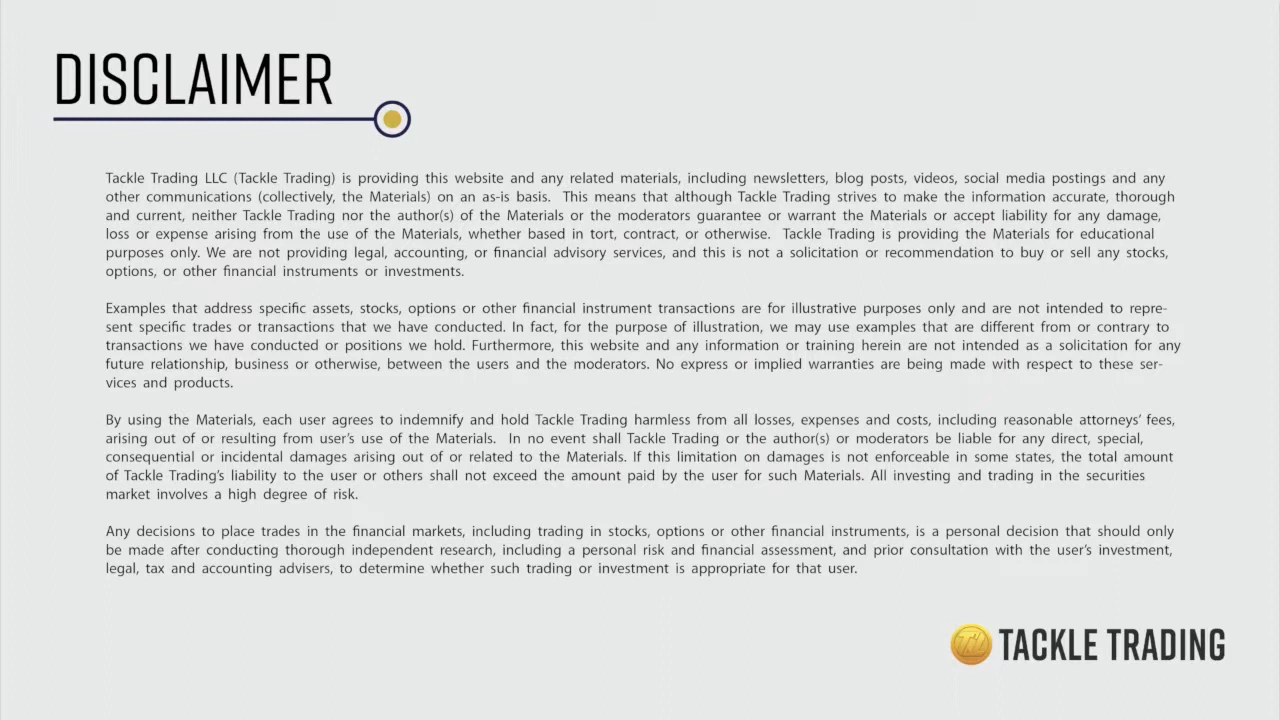 DISCLAIMER
Tackle Trading LLC (Tackle Trading) is providing this website and any related materials, including newsletters, blog posts, videos, social media postings and any
other communications (collectively, the Materials) on an as-is basis.  This means that although Tackle Trading strives to make the information accurate, thorough
and current, neither Tackle Trading nor the author(s) of the Materials or the moderators guarantee or warrant the Materials or accept liability for any damage,
loss or expense arising from the use of the Materials, whether based in tort, contract, or otherwise.  Tackle Trading is providing the Materials for educational
purposes only. We are not providing legal, accounting, or financial advisory services, and this is not a solicitation or recommendation to buy or sell any stocks,
options, or other financial instruments or investments.
Examples that address specific assets, stocks, options or other financial instrument transactions are for illustrative purposes only and are not intended to repre-
sent specific trades or transactions that we have conducted. In fact, for the purpose of illustration, we may use examples that are different from or contrary to
transactions we have conducted or positions we hold. Furthermore, this website and any information or training herein are not intended as a solicitation for any
future relationship, business or otherwise, between the users and the moderators. No express or implied warranties are being made with respect to these ser-
vices and products.
By using the Materials, each user agrees to indemnify and hold Tackle Trading harmless from all losses, expenses and costs, including reasonable attorneys’ fees,
arising out of or resulting from user’s use of the Materials.  In no event shall Tackle Trading or the author(s) or moderators be liable for any direct, special,
consequential or incidental damages arising out of or related to the Materials. If this limitation on damages is not enforceable in some states, the total amount
of Tackle Trading’s liability to the user or others shall not exceed the amount paid by the user for such Materials. All investing and trading in the securities
market involves a high degree of risk.
Any decisions to place trades in the financial markets, including trading in stocks, options or other financial instruments, is a personal decision that should only
be made after conducting thorough independent research, including a personal risk and financial assessment, and prior consultation with the user’s investment,
legal, tax and accounting advisers, to determine whether such trading or investment is appropriate for that user.
TACKLE TRADING